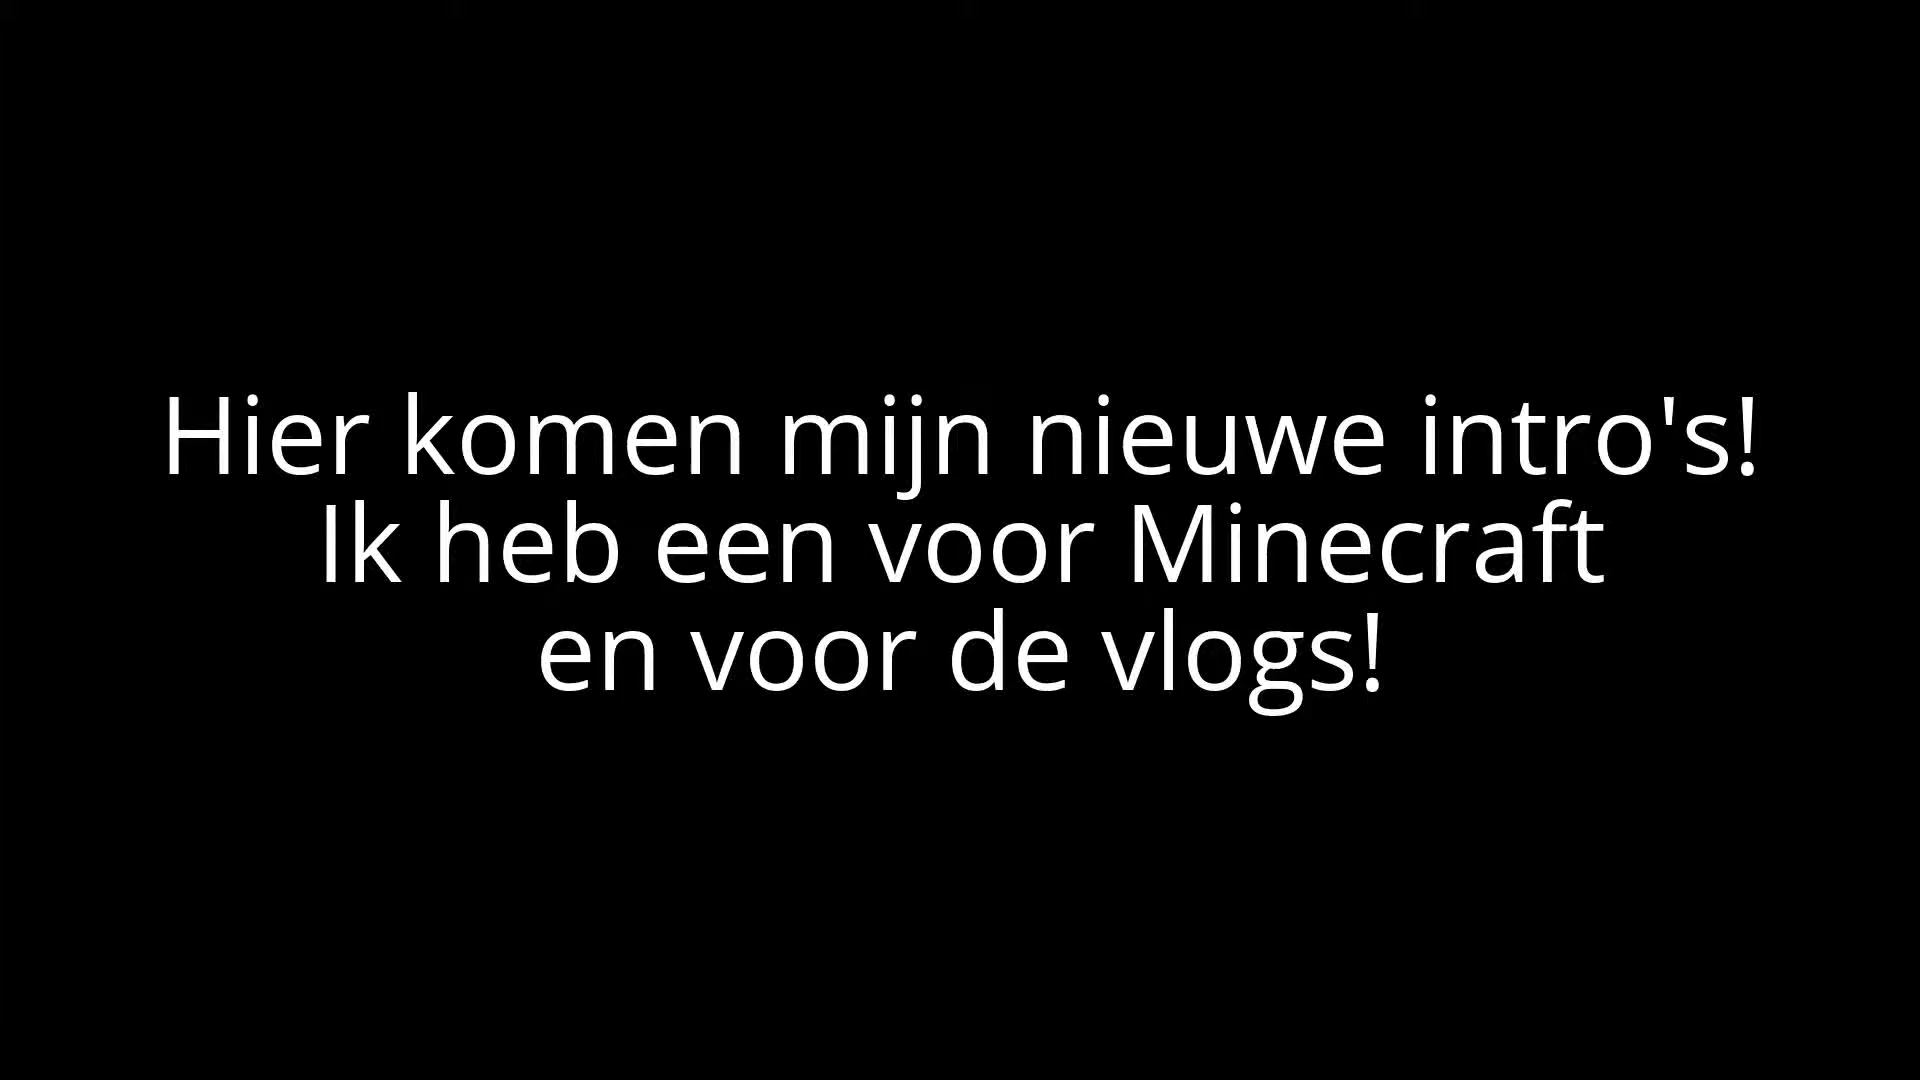 Hier komen mijn nieuwe intro's!
Ik heb een voor Minecraft
en voor de vlogs!